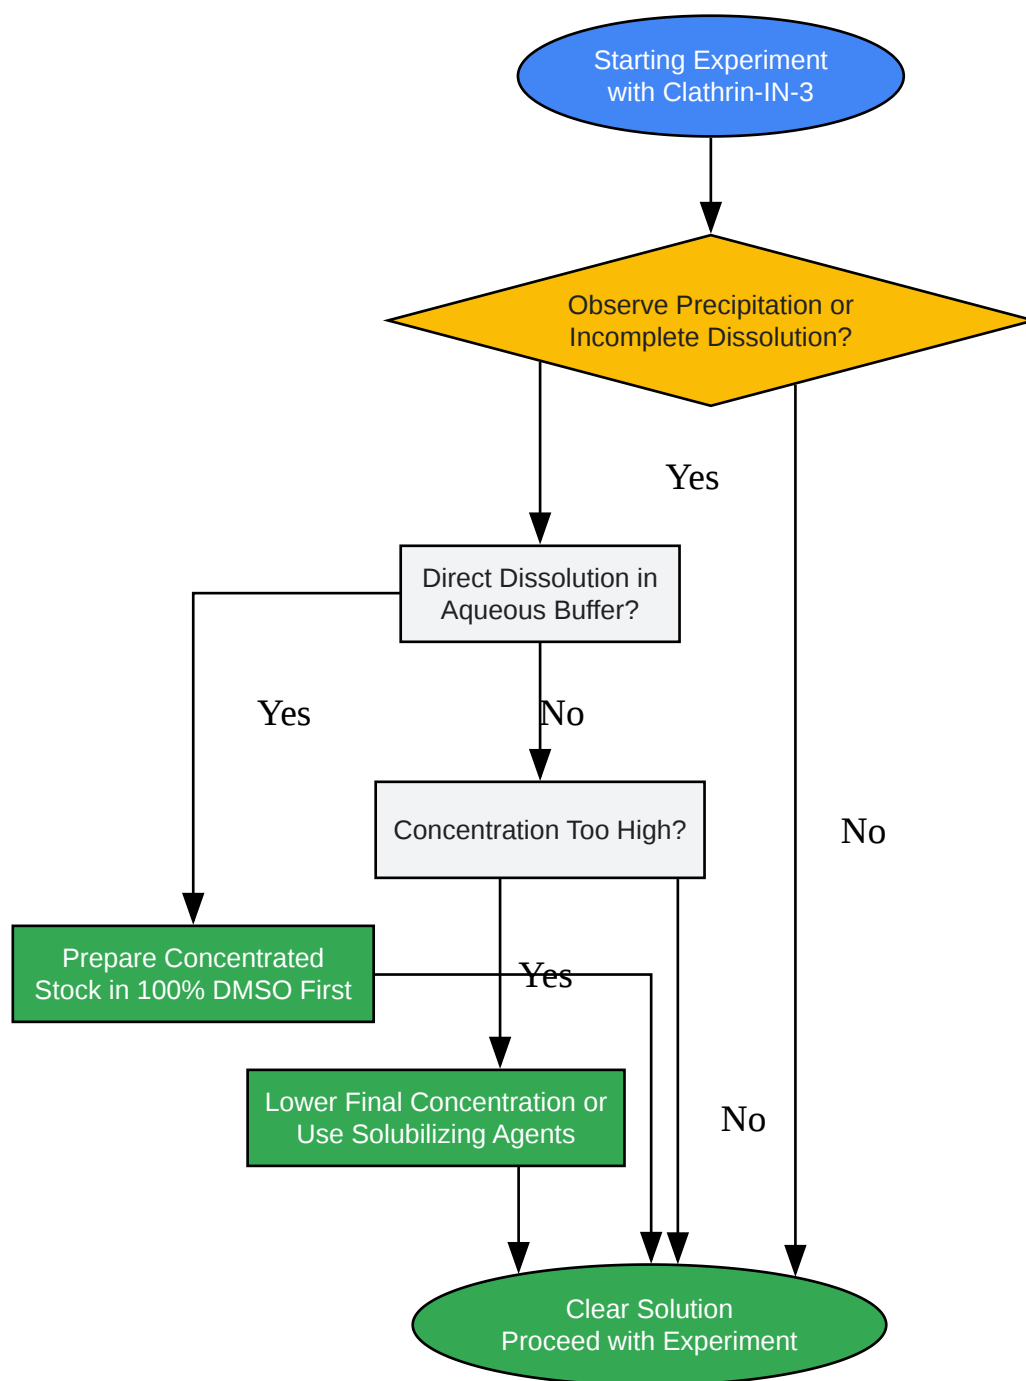 Starting Experiment
with Clathrin-IN-3
Observe Precipitation or
Incomplete Dissolution?
Yes
Direct Dissolution in
Aqueous Buffer?
Yes
No
Concentration Too High?
No
Prepare Concentrated
Stock in 100% DMSO First
Yes
Lower Final Concentration or
Use Solubilizing Agents
No
Clear Solution
Proceed with Experiment